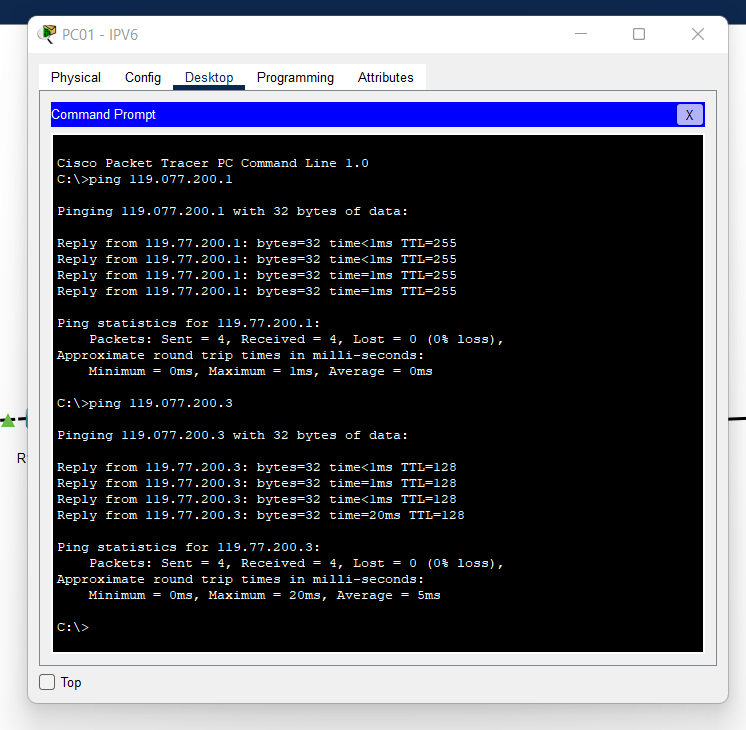 PC01 - IPV6
Physical Config Desktop Programming Attributes
Command Prompt X
Cisco Packet Tracer PC Command Line 1.0
C:\>ping 119.077.200.1
Pinging 119.077.200.1 with 32 bytes of data:
Reply from 119.77.200.1: bytes=32 time<1ms TTL=255
Reply from 119.77.200.1: bytes=32 time<1ms TTL=255
Reply from 119.77.200.1: bytes=32 time=1ms TTL=255
Reply from 119.77.200.1: bytes=32 time=1ms TTL=255
Ping statistics for 119.77.200.1:
Packets: Sent = 4, Received = 4, Lost = 0 (0% loss),
Approximate round trip times in milli-seconds:
Minimum = 0ms, Maximum = 1ms, Average = 0ms
C:\>ping 119.077.200.3
Pinging 119.077.200.3 with 32 bytes of data:
Reply from 119.77.200.3: bytes=32 time<1ms TTL=128
Reply from 119.77.200.3: bytes=32 time=1ms TTL=128
Reply from 119.77.200.3: bytes=32 time<1ms TTL=128
Reply from 119.77.200.3: bytes=32 time=20ms TTL=128
Ping statistics for 119.77.200.3:
Packets: Sent = 4, Received = 4, Lost = 0 (0% loss),
Approximate round trip times in milli-seconds:
Minimum = 0ms, Maximum = 20ms, Average = 5ms
C:\>
R
Top